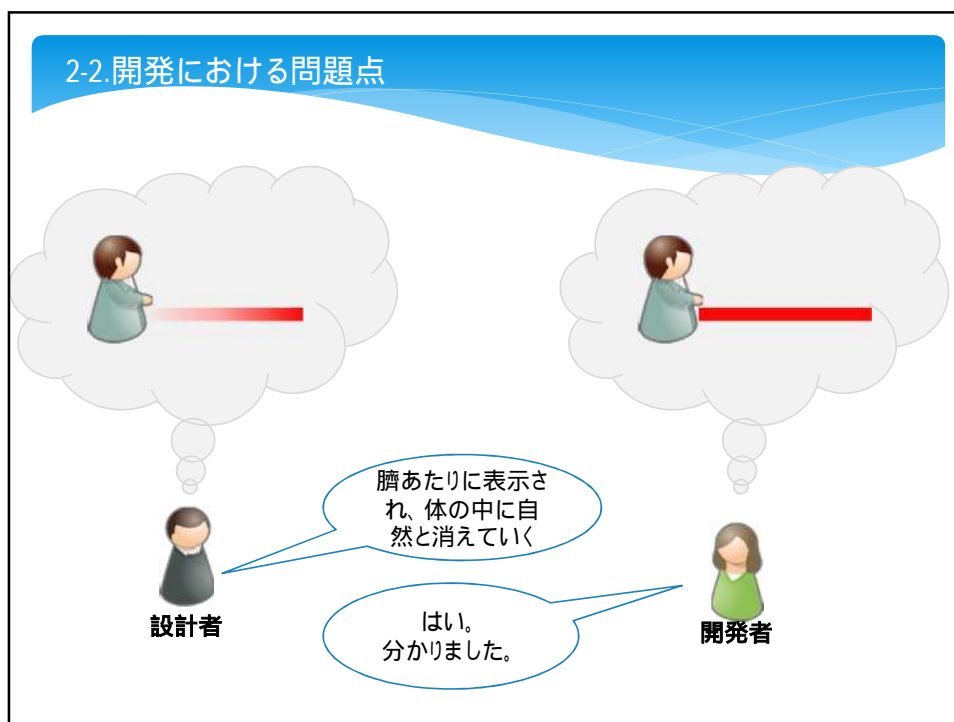 2-2.開発における問題点
臍あたりに表示さ
れ、体の中に自
然と消えていく
設計者
はい。
分かりました。
開発者